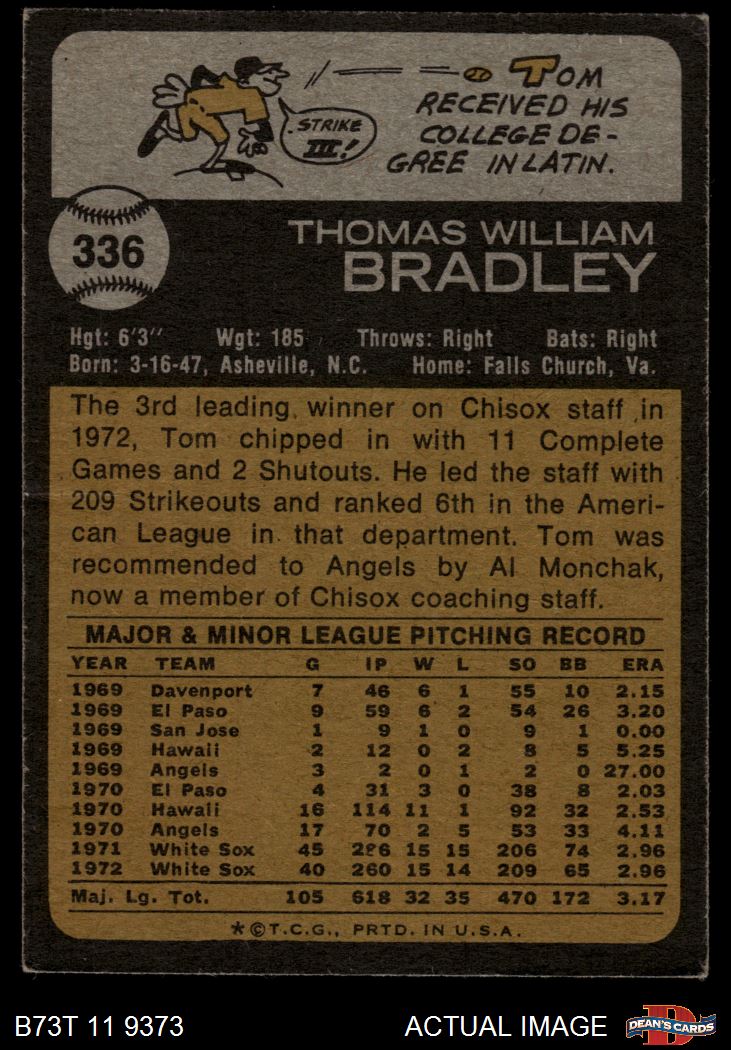 TOM
RECEIVED HIS
COLLEGE DE-
GREE IN LATIN.
STRIKE
III!
336
THOMAS WILLIAM
BRADLEY
Hgt: 6'3" Wgt: 185 Throws: Right Bats: Right
Born: 3-16-47, Asheville, N.C. Home: Falls Church, Va.
The 3rd leading winner on Chisox staff in
1972, Tom chipped in with 11 Complete
Games and 2 Shutouts. He led the staff with
209 Strikeouts and ranked 6th in the Ameri-
can League in that department. Tom was
recommended to Angels by Al Monchak,
now a member of Chisox coaching staff.
MAJOR & MINOR LEAGUE PITCHING RECORD
YEAR TEAM G IP W L SO BB ERA
1969 Davenport 7 46 6 1 55 10 2.15
1969 El Paso 9 59 6 2 54 26 3.20
1969 San Jose 1 9 1 0 9 1 0.00
1969 Hawaii 2 12 0 2 8 5 5.25
1969 Angels 3 2 0 1 2 0 27.00
1970 El Paso 4 31 3 0 38 8 2.03
1970 Hawaii 16 114 11 1 92 32 2.53
1970 Angels 17 70 2 5 53 33 4.11
1971 White Sox 45 286 15 15 206 74 2.96
1972 White Sox 40 260 15 14 209 65 2.98
Maj. Lg. Tot. 105 618 32 35 470 172 3.17
*©T.C.G., PRTD. IN U.S.A.
B73T 11 9373 ACTUAL IMAGE
D
DEAN'S CARDS